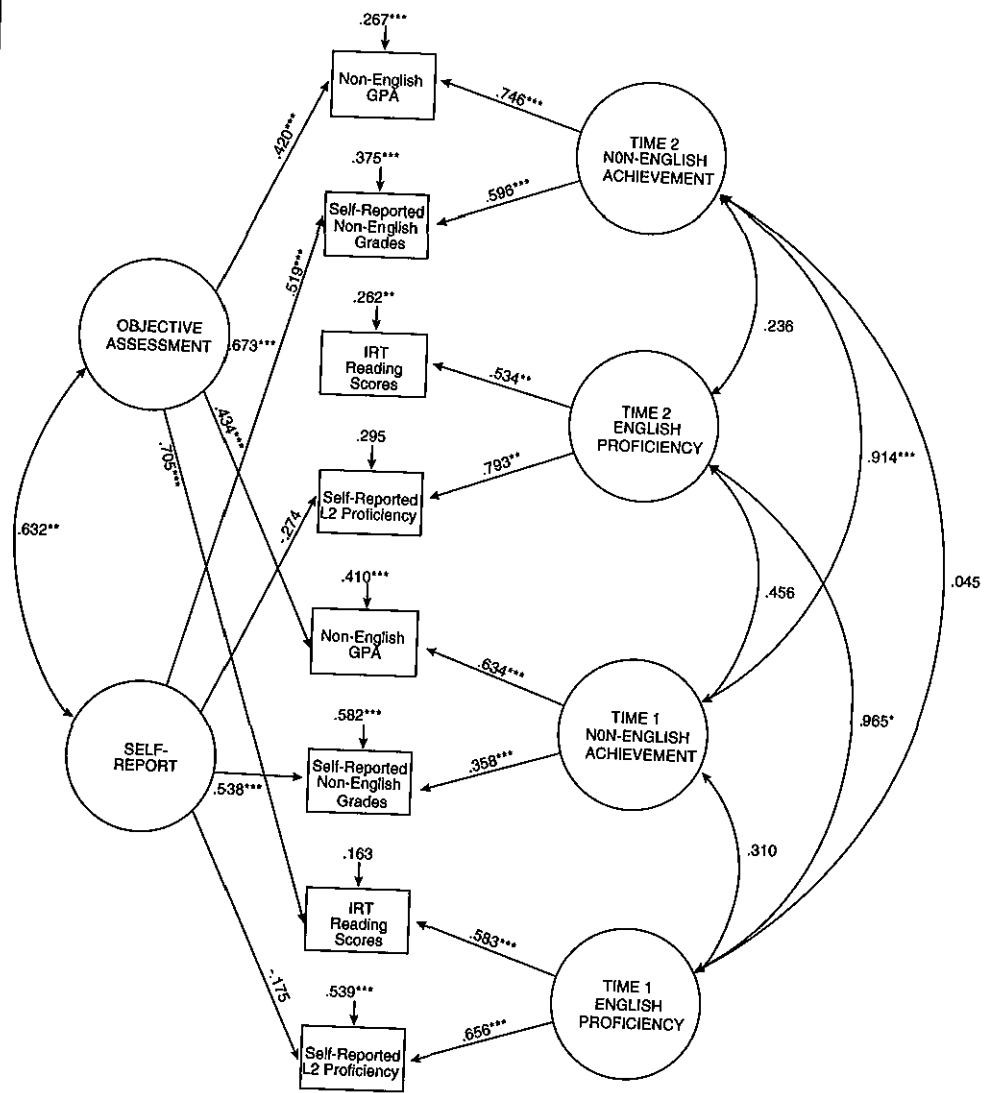 .267***
Non-English
GPA
.746***
TIME 2
N0N-ENGLISH
ACHIEVEMENT
.420***
.375***
Self-Reported
Non-English
Grades
.596***
.519***
OBJECTIVE
ASSESSMENT
.673***
.262**
IRT
Reading
Scores
.534**
.236
TIME 2
ENGLISH
PROFICIENCY
.434***
.705***
.295
Self-Reported
L2 Proficiency
.793**
.914***
.632**
-.274
.410***
Non-English
GPA
.634***
.456
.045
SELF-
REPORT
.538***
.582***
Self-Reported
Non-English
Grades
.358***
TIME 1
N0N-ENGLISH
ACHIEVEMENT
.965*
.163
IRT
Reading
Scores
.583***
.310
-.175
.539***
Self-Reported
L2 Proficiency
.656***
TIME 1
ENGLISH
PROFICIENCY